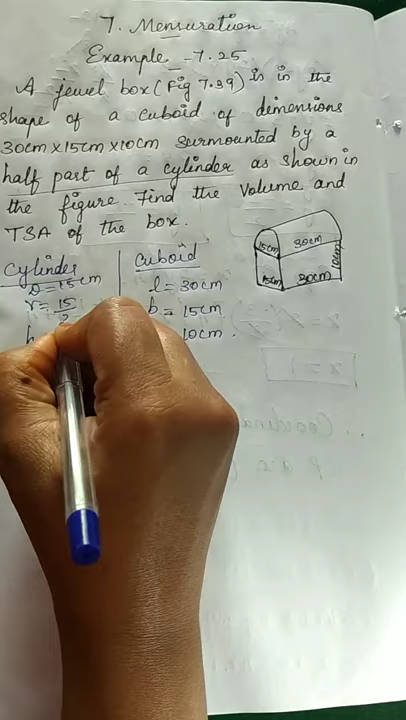 7. Mensuration
Example -7.25
A jewel box (Fig 7.39) is in the
shape of a cuboid of dimensions
30cm x 15cm x 10cm surmounted by a
half part of a cylinder as shown in
the figure. Find the Volume and
TSA of the box.
Cylinder
D = 15cm
r = 15/2
h
Cuboid
l = 30cm
b = 15cm
10cm.
15cm 30cm
15cm 30cm